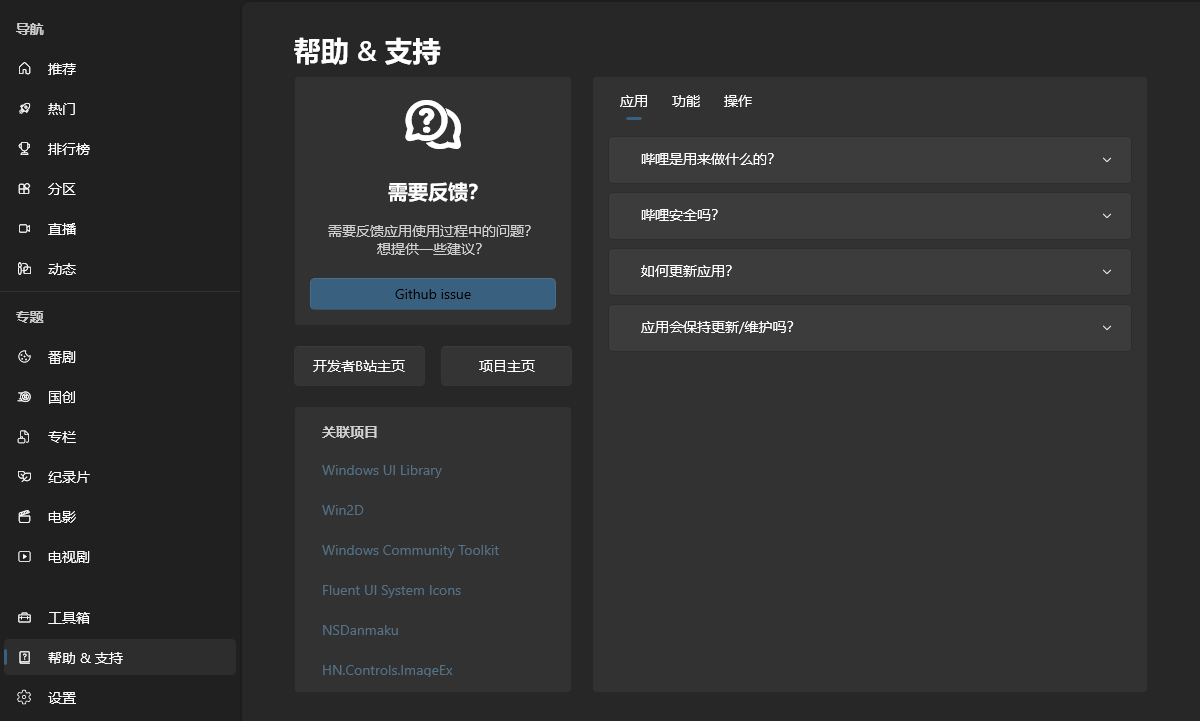 导航
推荐
热门
排行榜
分区
直播
动态
专题
番剧
国创
专栏
纪录片
电影
电视剧
工具箱
帮助 & 支持
设置
帮助 & 支持
需要反馈?
需要反馈应用使用过程中的问题?
想提供一些建议?
Github issue
开发者B站主页
项目主页
关联项目
Windows UI Library
Win2D
Windows Community Toolkit
Fluent UI System Icons
NSDanmaku
HN.Controls.ImageEx
应用 功能 操作
哔哩是用来做什么的?
哔哩安全吗?
如何更新应用?
应用会保持更新/维护吗?